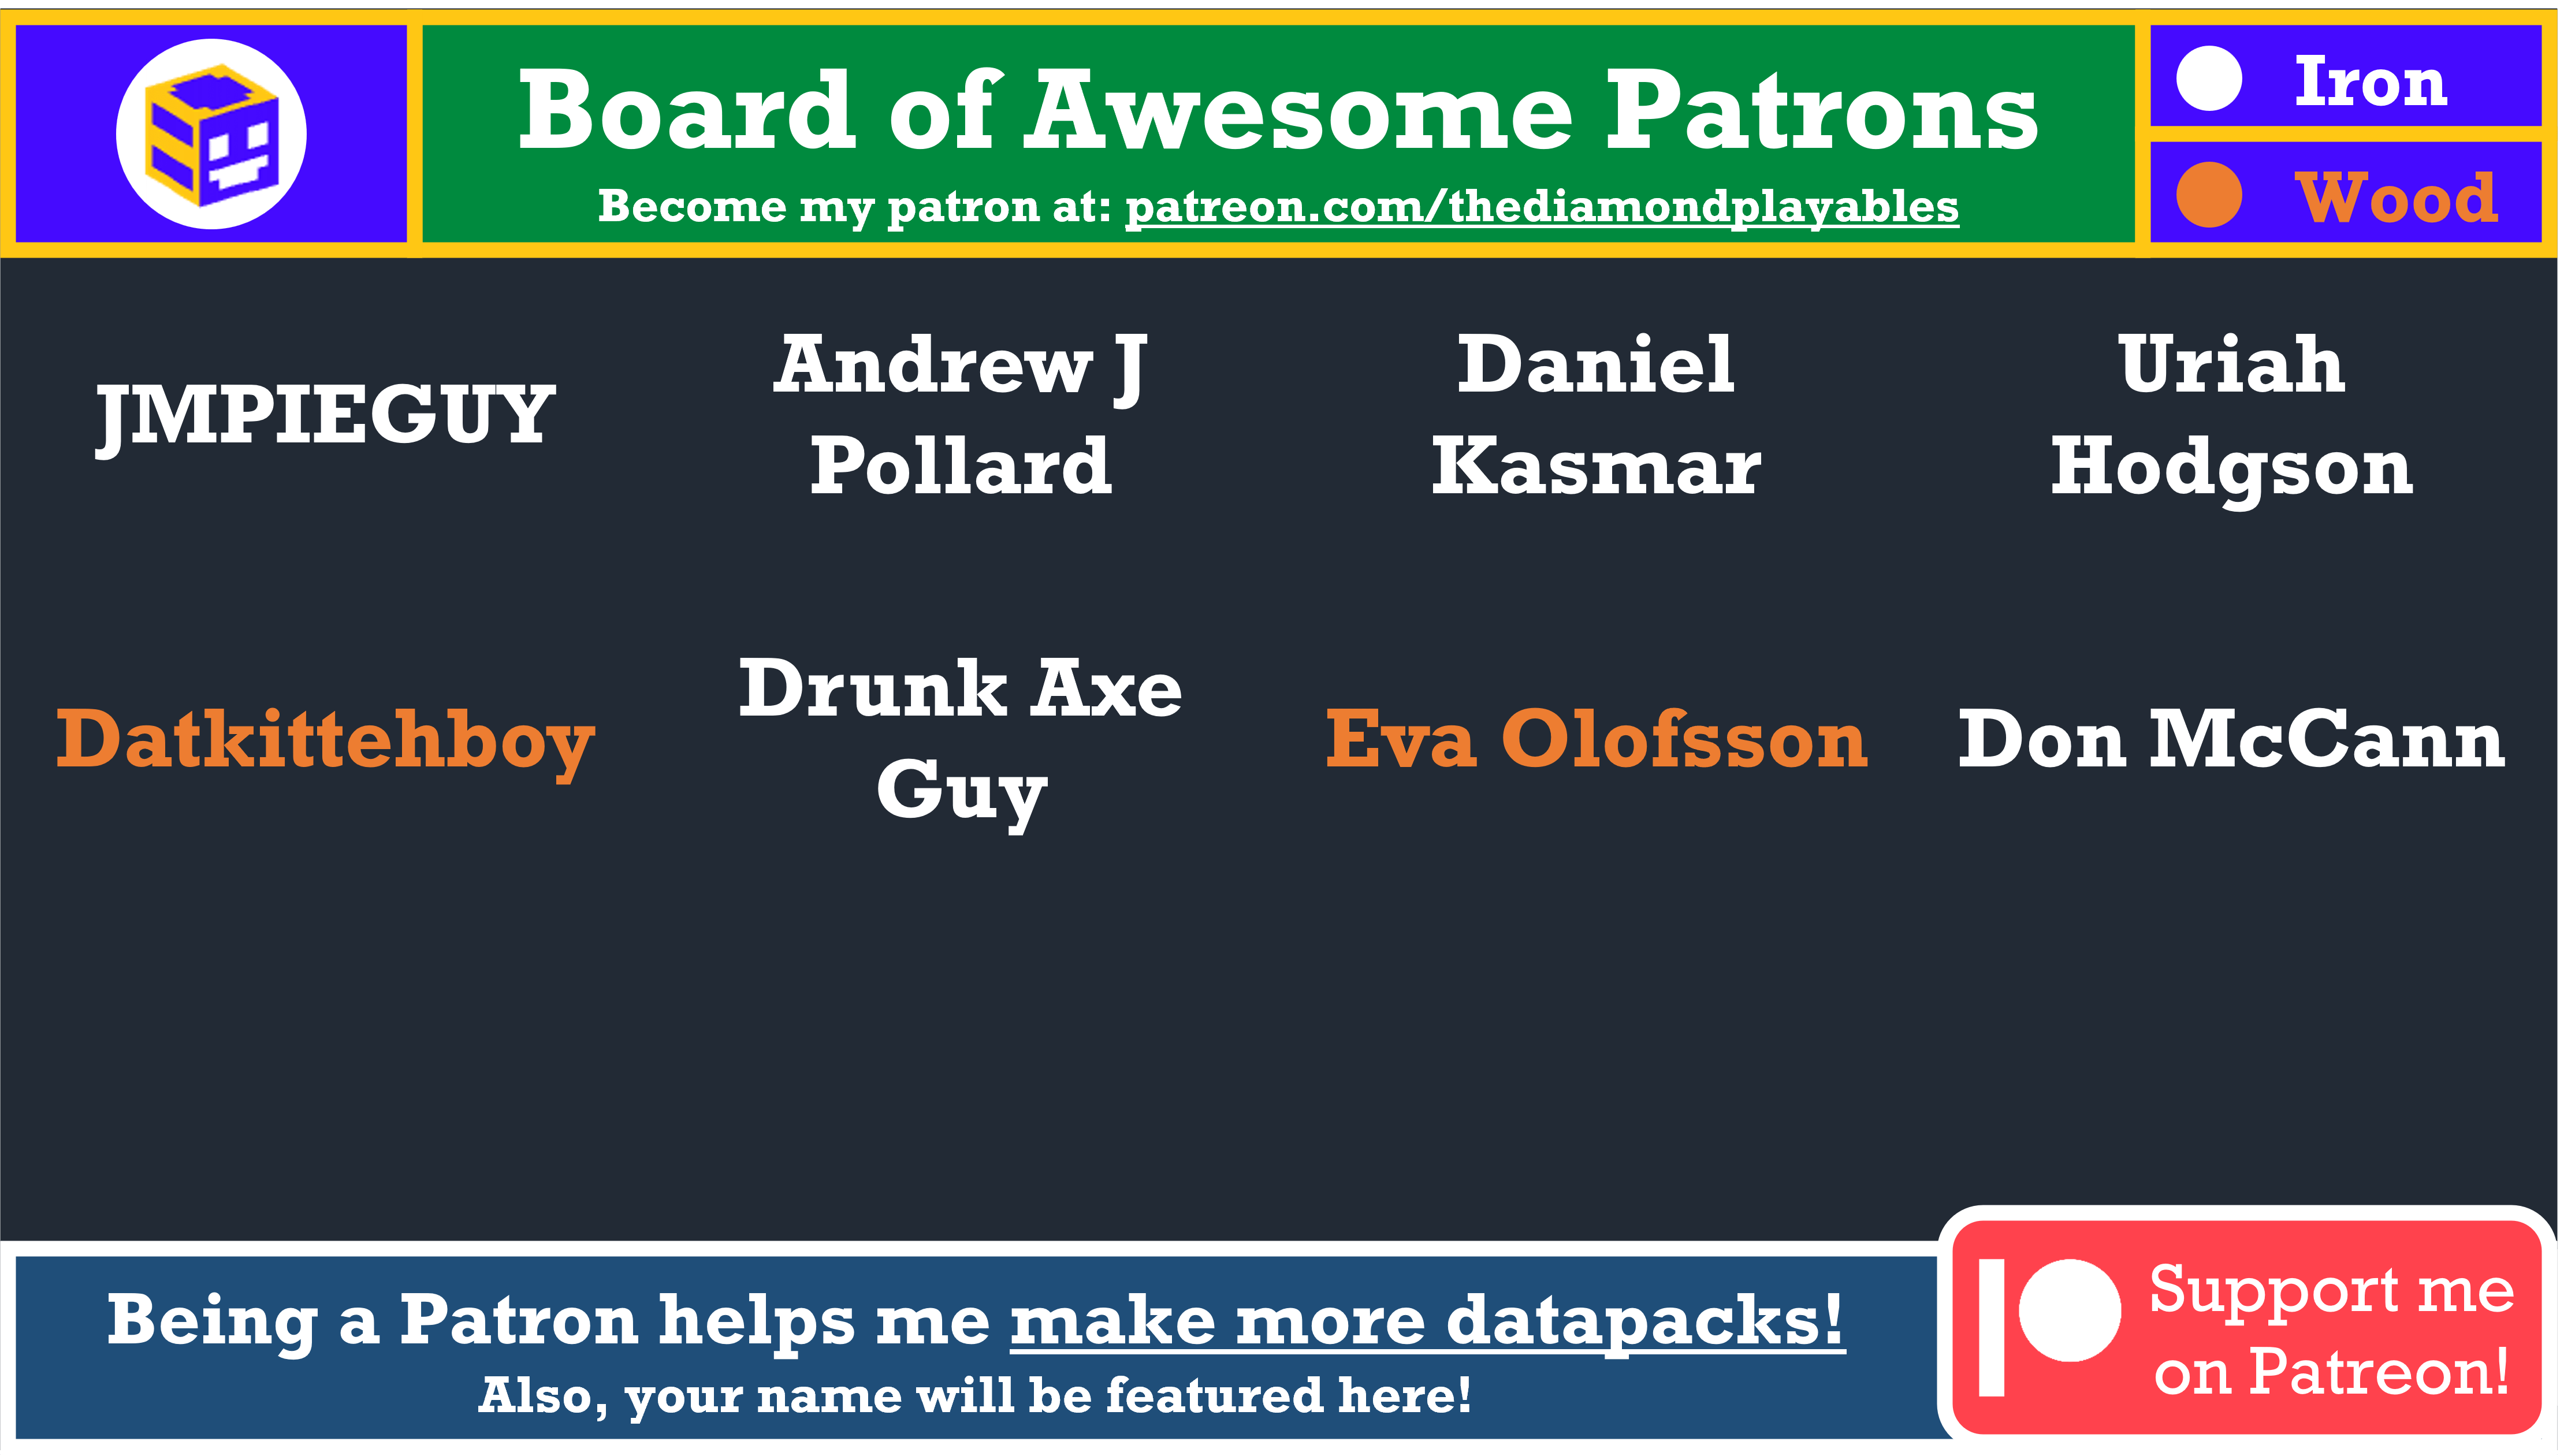 Board of Awesome Patrons
Become my patron at: patreon.com/thediamondplayables
Iron
Wood
JMPIEGUY
Andrew J
Pollard
Daniel
Kasmar
Uriah
Hodgson
Datkittehboy
Drunk Axe
Guy
Eva Olofsson
Don McCann
Being a Patron helps me make more datapacks!
Also, your name will be featured here!
Support me
on Patreon!